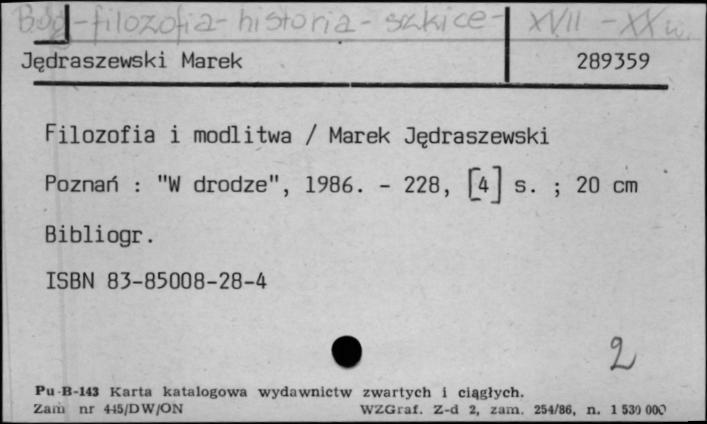 Bóg-filozofia-historia-szkice- XVII-XX w.
Jędraszewski Marek 289359
Filozofia i modlitwa / Marek Jędraszewski
Poznań : "W drodze", 1986. - 228, [4] s. ; 20 cm
Bibliogr.
ISBN 83-85008-28-4
2
Pu-B-143 Karta katalogowa wydawnictw zwartych i ciągłych.
Zam nr 445/DW/ON WZGraf. Z-d 2, zam. 254/86, n. 1 530 000